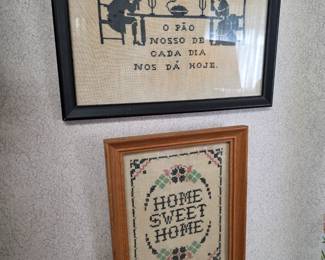 O PÃO
NOSSO DE
CADA DIA
NOS DÁ HOJE.
HOME
SWEET
HOME